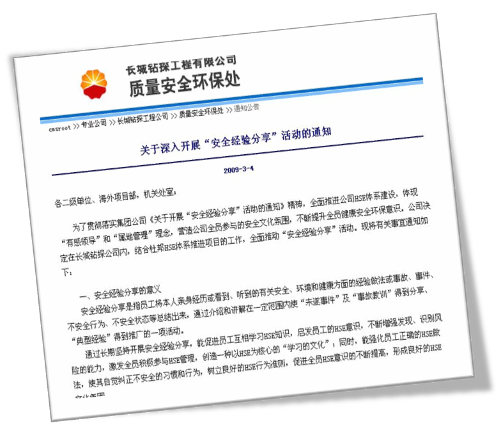 长城钻探工程有限公司
质量安全环保处
cnsroot >> 专业公司 >> 长城钻探工程公司 >> 质量安全环保处 >> 通知公告
关于深入开展“安全经验分享”活动的通知
2009-3-4
各二级单位、海外项目部，机关处室：
为了贯彻落实集团公司《关于开展“安全经验分享”活动的通知》精神，全面推进公司HSE体系建设，体现
“有感领导”和“属地管理”理念，营造公司全员参与的安全文化氛围，不断提升全员健康安全环保意识，公司决
定在长城钻探公司内，结合杜邦HSE体系推进项目的工作，全面推动“安全经验分享”活动。现将有关事宜通知如
下：
一、安全经验分享的意义
安全经验分享是指员工将本人亲身经历或看到、听到的有关安全、环境和健康方面的经验做法或事故、事件、
不安全行为、不安全状态等总结出来，通过介绍和讲解在一定范围内使“未遂事件”及“事故教训”得到分享、
“典型经验”得到推广的一项活动。
通过长期坚持开展安全经验分享，能促进员工互相学习HSE知识，启发员工的HSE意识，不断增强发现、识别风
险的能力，激发全员积极参与HSE管理，创造一种以HSE为核心的“学习的文化”；同时，能强化员工正确的HSE做
法，使其自觉纠正不安全的习惯和行为，树立良好的HSE行为准则，促进全员HSE意识的不断提高，形成良好的HSE